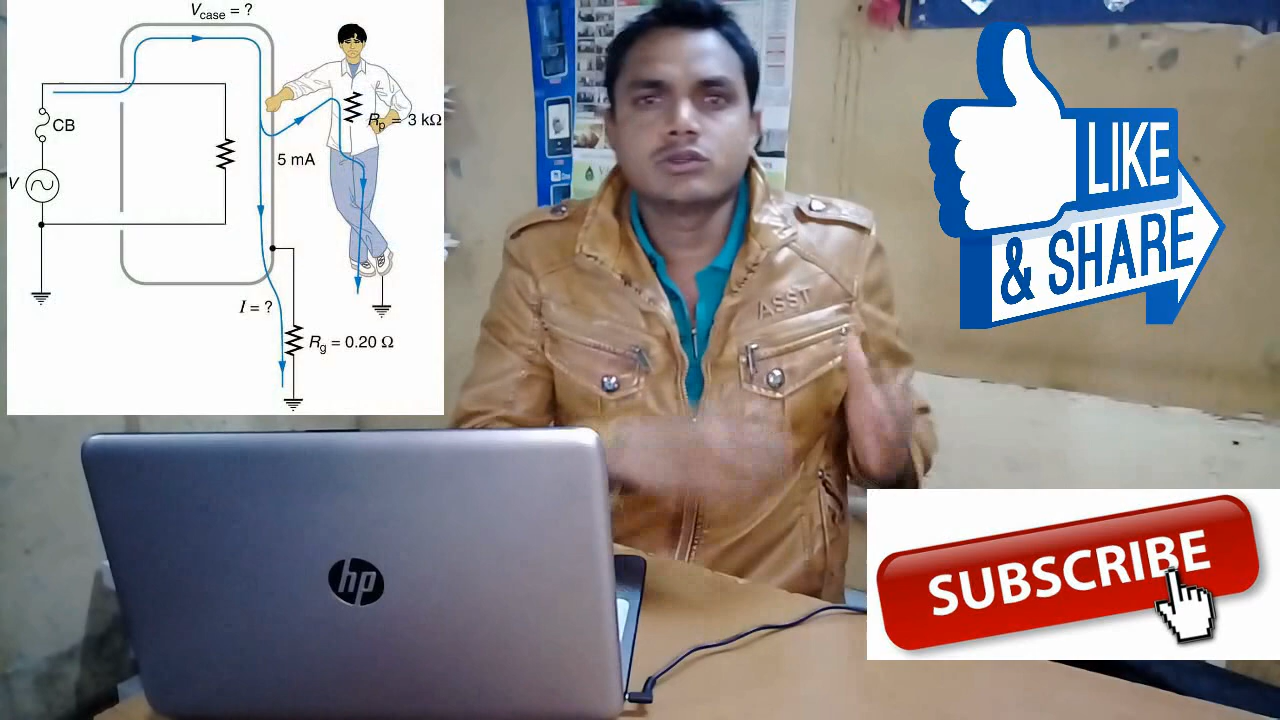 V_case = ?
CB
R_p = 3 kΩ
5 mA
V
I = ?
R_g = 0.20 Ω
ASST
hp
LIKE
& SHARE
SUBSCRIBE